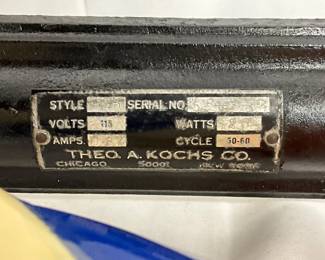 STYLE SERIAL NO.
VOLTS 115 WATTS
AMPS. CYCLE 50-60
THEO. A. KOCHS CO.
CHICAGO NEW YORK